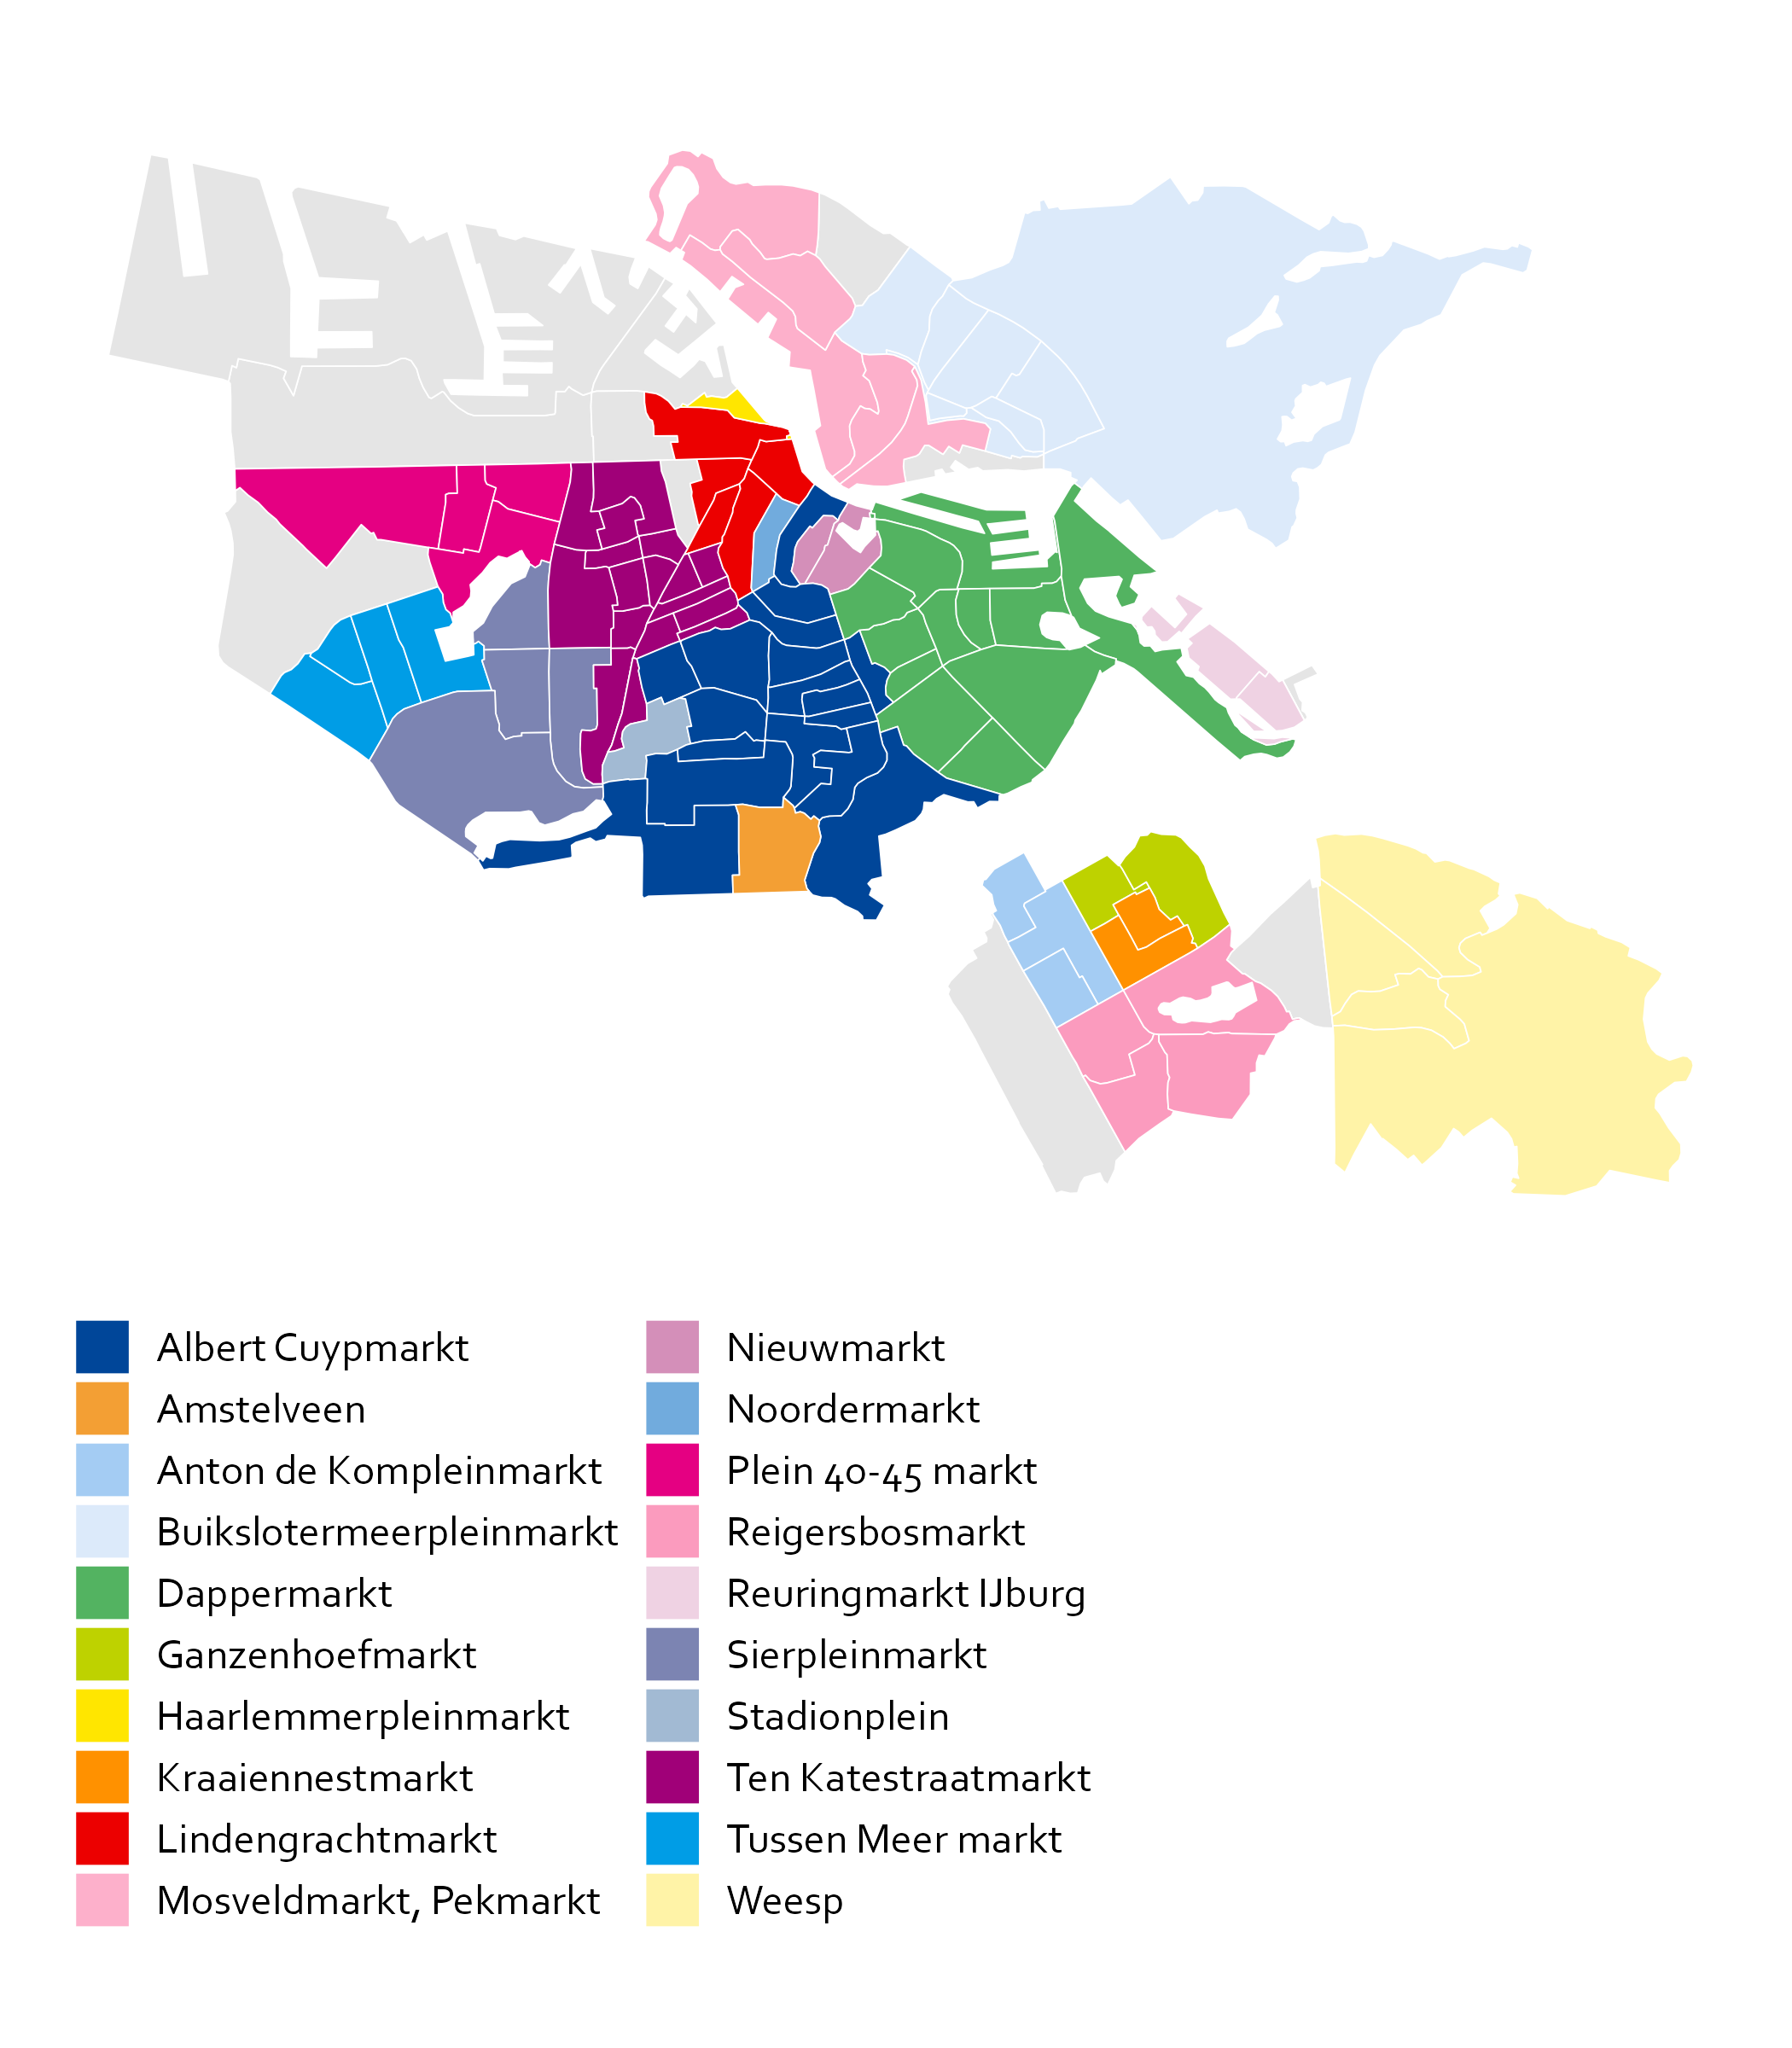 Albert Cuypmarkt
Amstelveen
Anton de Kompleinmarkt
Buikslotermeerpleinmarkt
Dappermarkt
Ganzenhoefmarkt
Haarlemmerpleinmarkt
Kraaiennestmarkt
Lindengrachtmarkt
Mosveldmarkt, Pekmarkt
Nieuwmarkt
Noordermarkt
Plein 40-45 markt
Reigersbosmarkt
Reuringmarkt IJburg
Sierpleinmarkt
Stadionplein
Ten Katestraatmarkt
Tussen Meer markt
Weesp